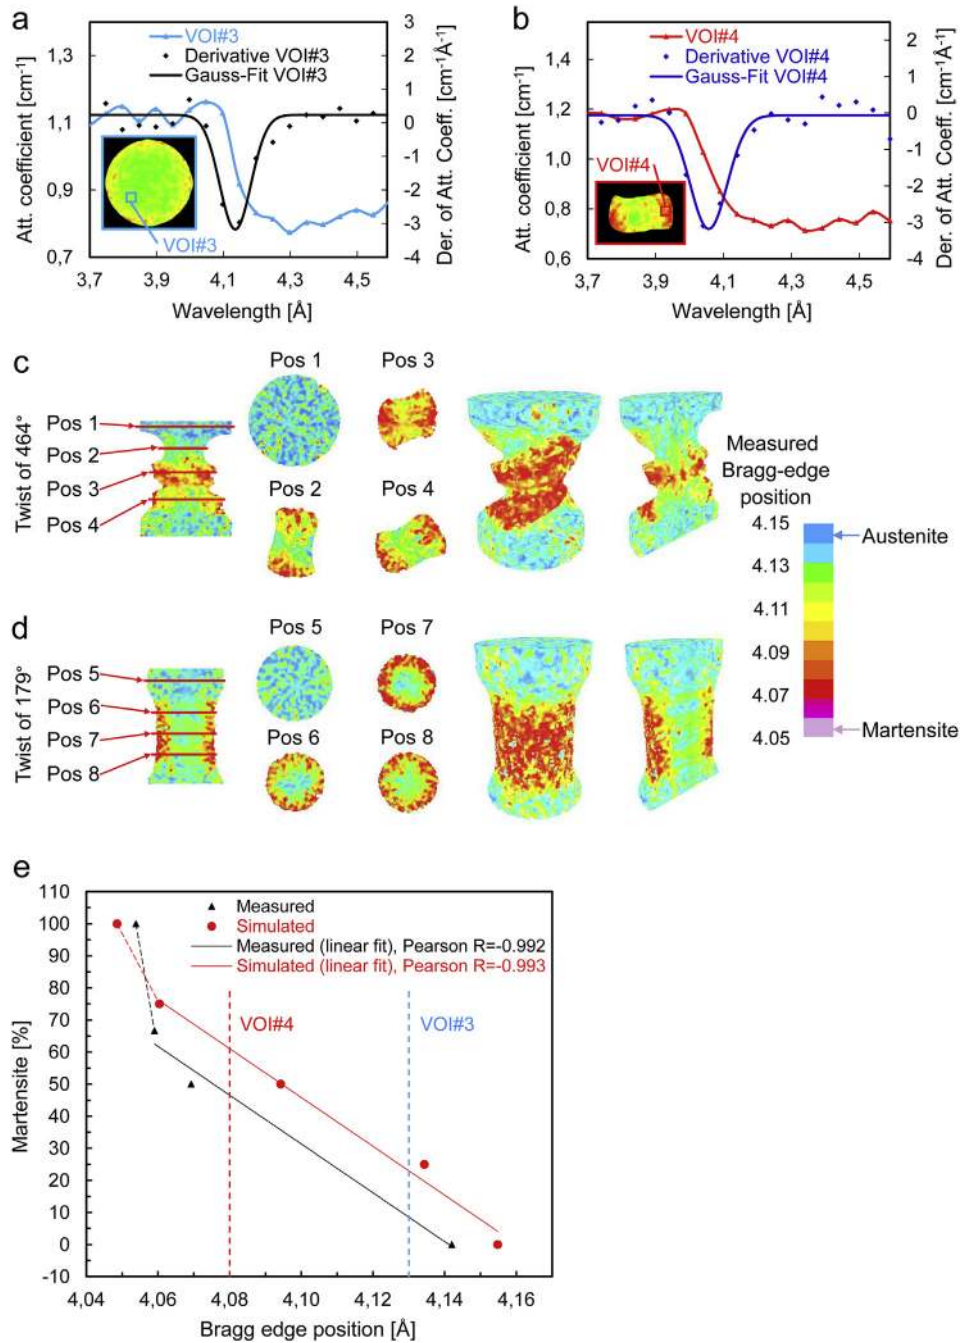 a
VOI#3
Derivative VOI#3
Gauss-Fit VOI#3
Att. coefficient [cm-1]
1,3
1,1
0,9
0,7
3
2
1
0
-1
-2
-3
-4
Der. of Att. Coeff. [cm-1Å-1]
VOI#3
3,7
3,9
4,1
4,3
4,5
Wavelength [Å]
b
VOI#4
Derivative VOI#4
Gauss-Fit VOI#4
Att. coefficient [cm-1]
1,4
1,2
1,0
0,8
0,6
2
1
0
-1
-2
-3
-4
Der. of Att. Coeff. [cm-1Å-1]
VOI#4
3,7
3,9
4,1
4,3
4,5
Wavelength [Å]
c
Twist of 464°
Pos 1
Pos 2
Pos 3
Pos 4
Pos 1
Pos 3
Pos 2
Pos 4
Measured
Bragg-edge
position
4.15
4.13
4.11
4.09
4.07
4.05
Austenite
Martensite
d
Twist of 179°
Pos 5
Pos 6
Pos 7
Pos 8
Pos 5
Pos 7
Pos 6
Pos 8
e
Measured
Simulated
Measured (linear fit), Pearson R=-0.992
Simulated (linear fit), Pearson R=-0.993
VOI#4
VOI#3
Martensite [%]
110
100
90
80
70
60
50
40
30
20
10
0
-10
4,04
4,06
4,08
4,10
4,12
4,14
4,16
Bragg edge position [Å]